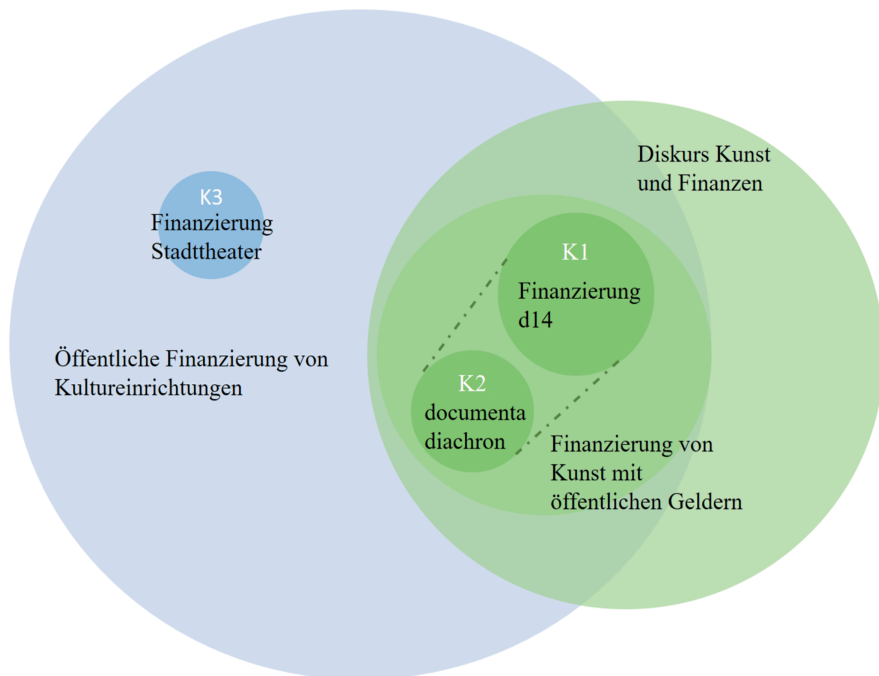 Diskurs Kunst
und Finanzen
K3
Finanzierung
Stadttheater
K1
Finanzierung
d14
Öffentliche Finanzierung von
Kultureinrichtungen
K2
documenta
diachron
Finanzierung von
Kunst mit
öffentlichen Geldern